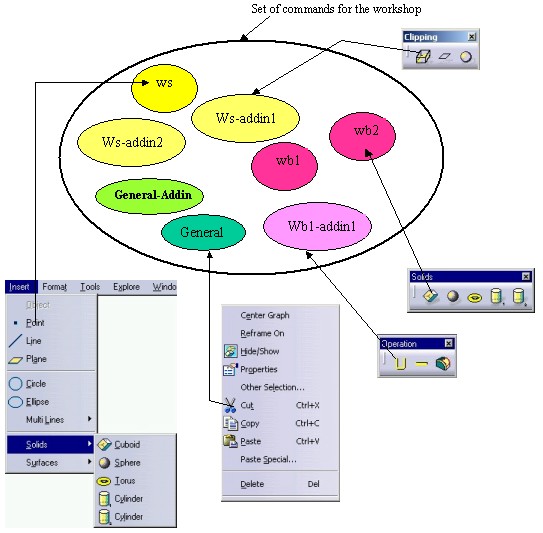 Set of commands for the workshop
Clipping
ws
Ws-addin1
wb2
Ws-addin2
wb1
General-Addin
General
Wb1-addin1
Solids
Insert Format Tools Explore Windo
Object
Point
Line
Plane
Circle
Ellipse
Multi Lines
Solids
Surfaces
Cuboid
Sphere
Torus
Cylinder
Cylinder
Center Graph
Reframe On
Hide/Show
Properties
Other Selection...
Cut Ctrl+X
Copy Ctrl+C
Paste Ctrl+V
Paste Special...
Delete Del
Operation